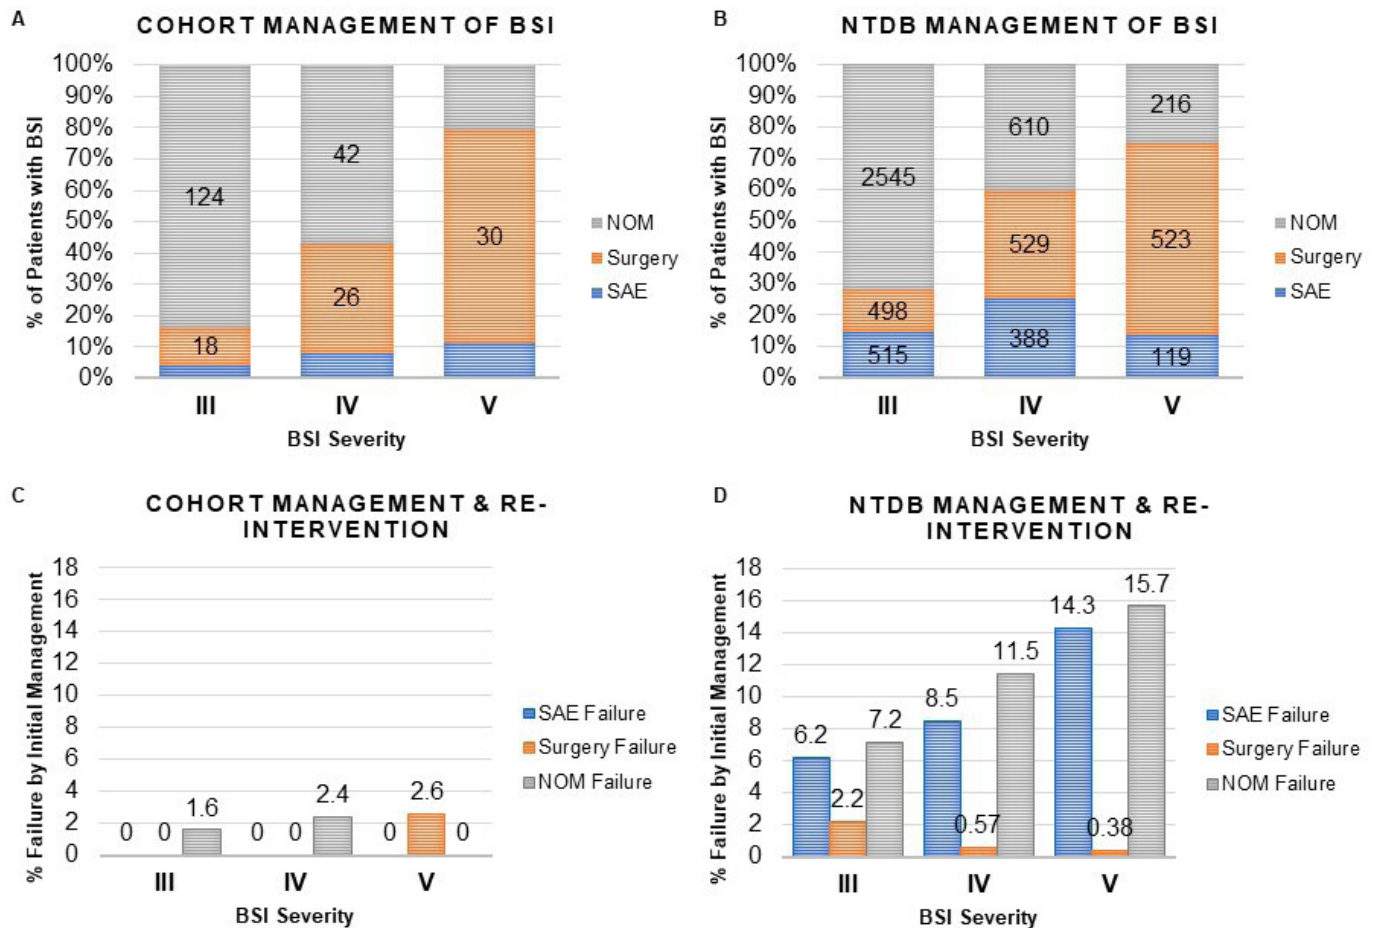 A
COHORT MANAGEMENT OF BSI
100%
90%
80%
70%
60%
50%
40%
30%
20%
10%
0%
% of Patients with BSI
124
18
42
26
30
III
IV
V
BSI Severity
NOM
Surgery
SAE
B
NTDB MANAGEMENT OF BSI
100%
90%
80%
70%
60%
50%
40%
30%
20%
10%
0%
% of Patients with BSI
2545
498
515
610
529
388
216
523
119
III
IV
V
BSI Severity
NOM
Surgery
SAE
C
COHORT MANAGEMENT & RE-
INTERVENTION
18
16
14
12
10
8
6
4
2
0
% Failure by Initial Management
0
0
1.6
0
0
2.4
0
2.6
0
III
IV
V
BSI Severity
SAE Failure
Surgery Failure
NOM Failure
D
NTDB MANAGEMENT & RE-
INTERVENTION
18
16
14
12
10
8
6
4
2
0
% Failure by Initial Management
6.2
2.2
7.2
8.5
0.57
11.5
14.3
0.38
15.7
III
IV
V
BSI Severity
SAE Failure
Surgery Failure
NOM Failure